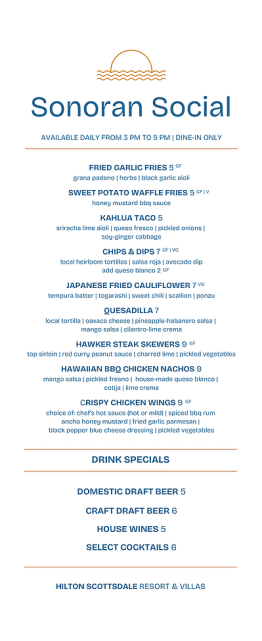 Sonoran Social
AVAILABLE DAILY FROM 3 PM TO 5 PM | DINE-IN ONLY
FRIED GARLIC FRIES 5 GF
grana padano | herbs | black garlic aioli
SWEET POTATO WAFFLE FRIES 5 GF | V
honey mustard bbq sauce
KAHLUA TACO 5
sriracha lime aioli | queso fresco | pickled onions |
soy-ginger cabbage
CHIPS & DIPS 7 GF | VG
local heirloom tortillas | salsa roja | avocado dip
add queso blanco 2 GF
JAPANESE FRIED CAULIFLOWER 7 VG
tempura batter | togarashi | sweet chili | scallion | ponzu
QUESADILLA 7
local tortilla | oaxaca cheese | pineapple-habanero salsa |
mango salsa | cilantro-lime crema
HAWKER STEAK SKEWERS 9 GF
top sirloin | red curry peanut sauce | charred lime | pickled vegetables
HAWAIIAN BBQ CHICKEN NACHOS 9
mango salsa | pickled fresno | house-made queso blanco |
cotija | lime crema
CRISPY CHICKEN WINGS 9 GF
choice of: chef's hot sauce (hot or mild) | spiced bbq rum
ancho honey mustard | fried garlic parmesan |
black pepper blue cheese dressing | pickled vegetables
DRINK SPECIALS
DOMESTIC DRAFT BEER 5
CRAFT DRAFT BEER 6
HOUSE WINES 5
SELECT COCKTAILS 6
HILTON SCOTTSDALE RESORT & VILLAS